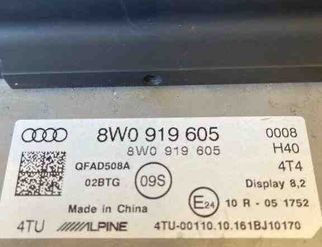 8W0 919 605 0008
8W0 919 605 H40
QFAD508A 4T4
02BTG 09S Display 8,2
Made in China E24 10 R - 05 1752
4TU ALPINE 4TU-00110.10.161BJ10170